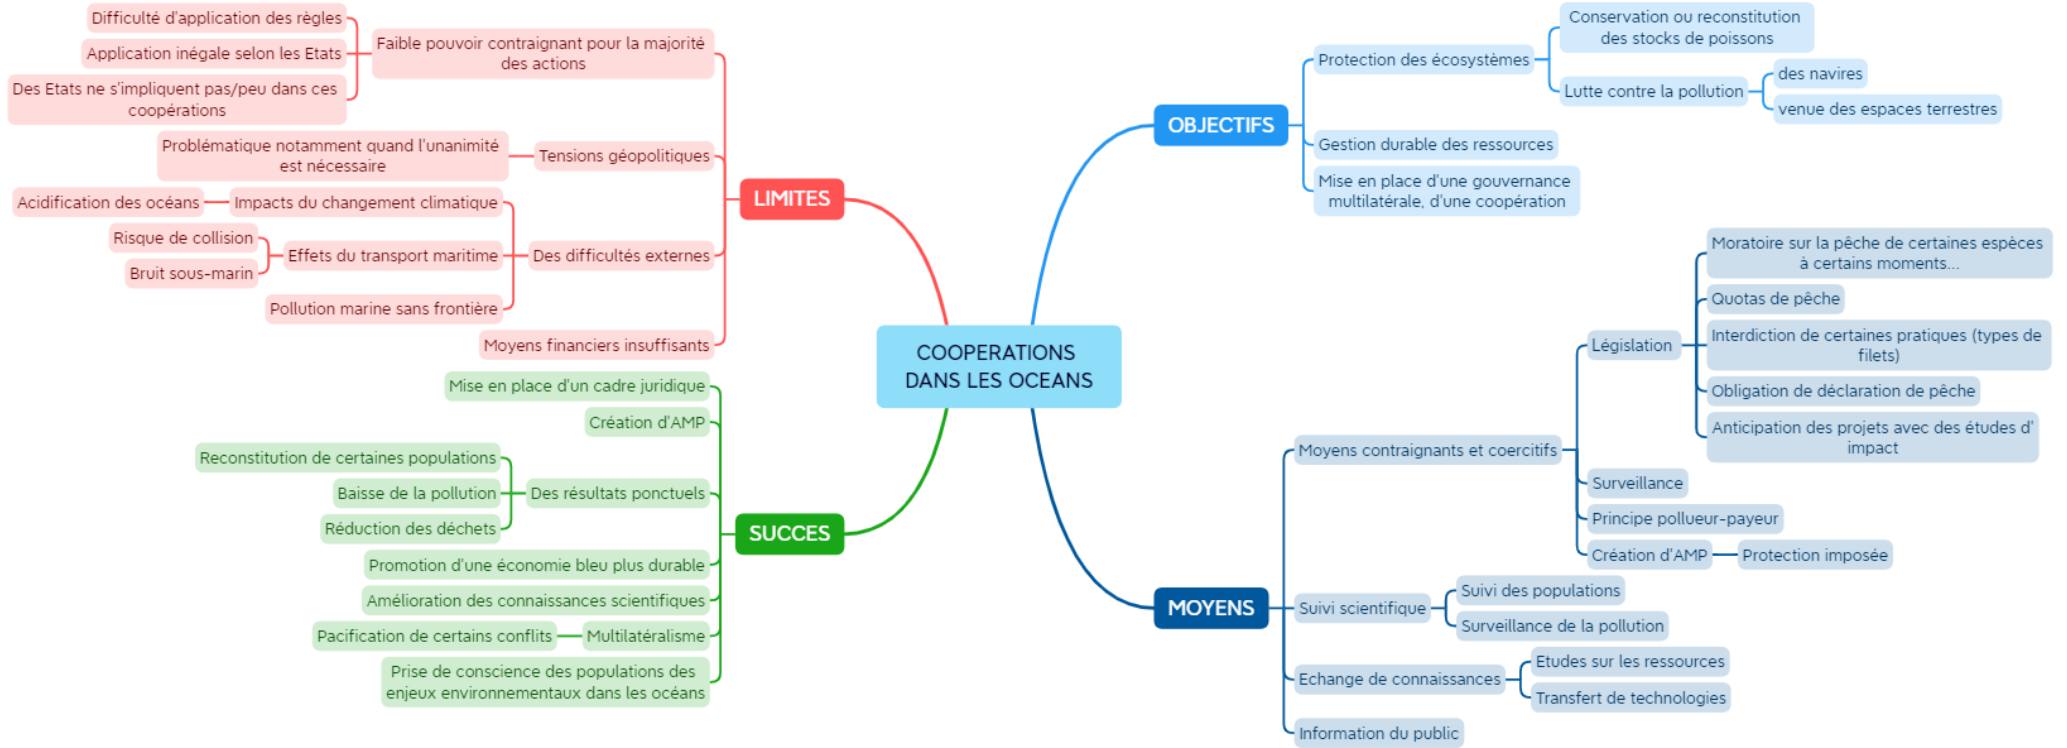 COOPERATIONS
DANS LES OCEANS
OBJECTIFS
Protection des écosystèmes
Conservation ou reconstitution
des stocks de poissons
Lutte contre la pollution
des navires
venue des espaces terrestres
Gestion durable des ressources
Mise en place d'une gouvernance
multilatérale, d'une coopération
MOYENS
Moyens contraignants et coercitifs
Législation
Moratoire sur la pêche de certaines espèces
à certains moments...
Quotas de pêche
Interdiction de certaines pratiques (types de
filets)
Obligation de déclaration de pêche
Anticipation des projets avec des études d'
impact
Surveillance
Principe pollueur-payeur
Création d'AMP
Protection imposée
Suivi scientifique
Suivi des populations
Surveillance de la pollution
Echange de connaissances
Etudes sur les ressources
Transfert de technologies
Information du public
LIMITES
Faible pouvoir contraignant pour la majorité
des actions
Difficulté d'application des règles
Application inégale selon les Etats
Des Etats ne s'impliquent pas/peu dans ces
coopérations
Tensions géopolitiques
Problématique notamment quand l'unanimité
est nécessaire
Des difficultés externes
Impacts du changement climatique
Acidification des océans
Effets du transport maritime
Risque de collision
Bruit sous-marin
Pollution marine sans frontière
Moyens financiers insuffisants
SUCCES
Mise en place d'un cadre juridique
Création d'AMP
Des résultats ponctuels
Reconstitution de certaines populations
Baisse de la pollution
Réduction des déchets
Promotion d'une économie bleu plus durable
Amélioration des connaissances scientifiques
Multilatéralisme
Pacification de certains conflits
Prise de conscience des populations des
enjeux environnementaux dans les océans